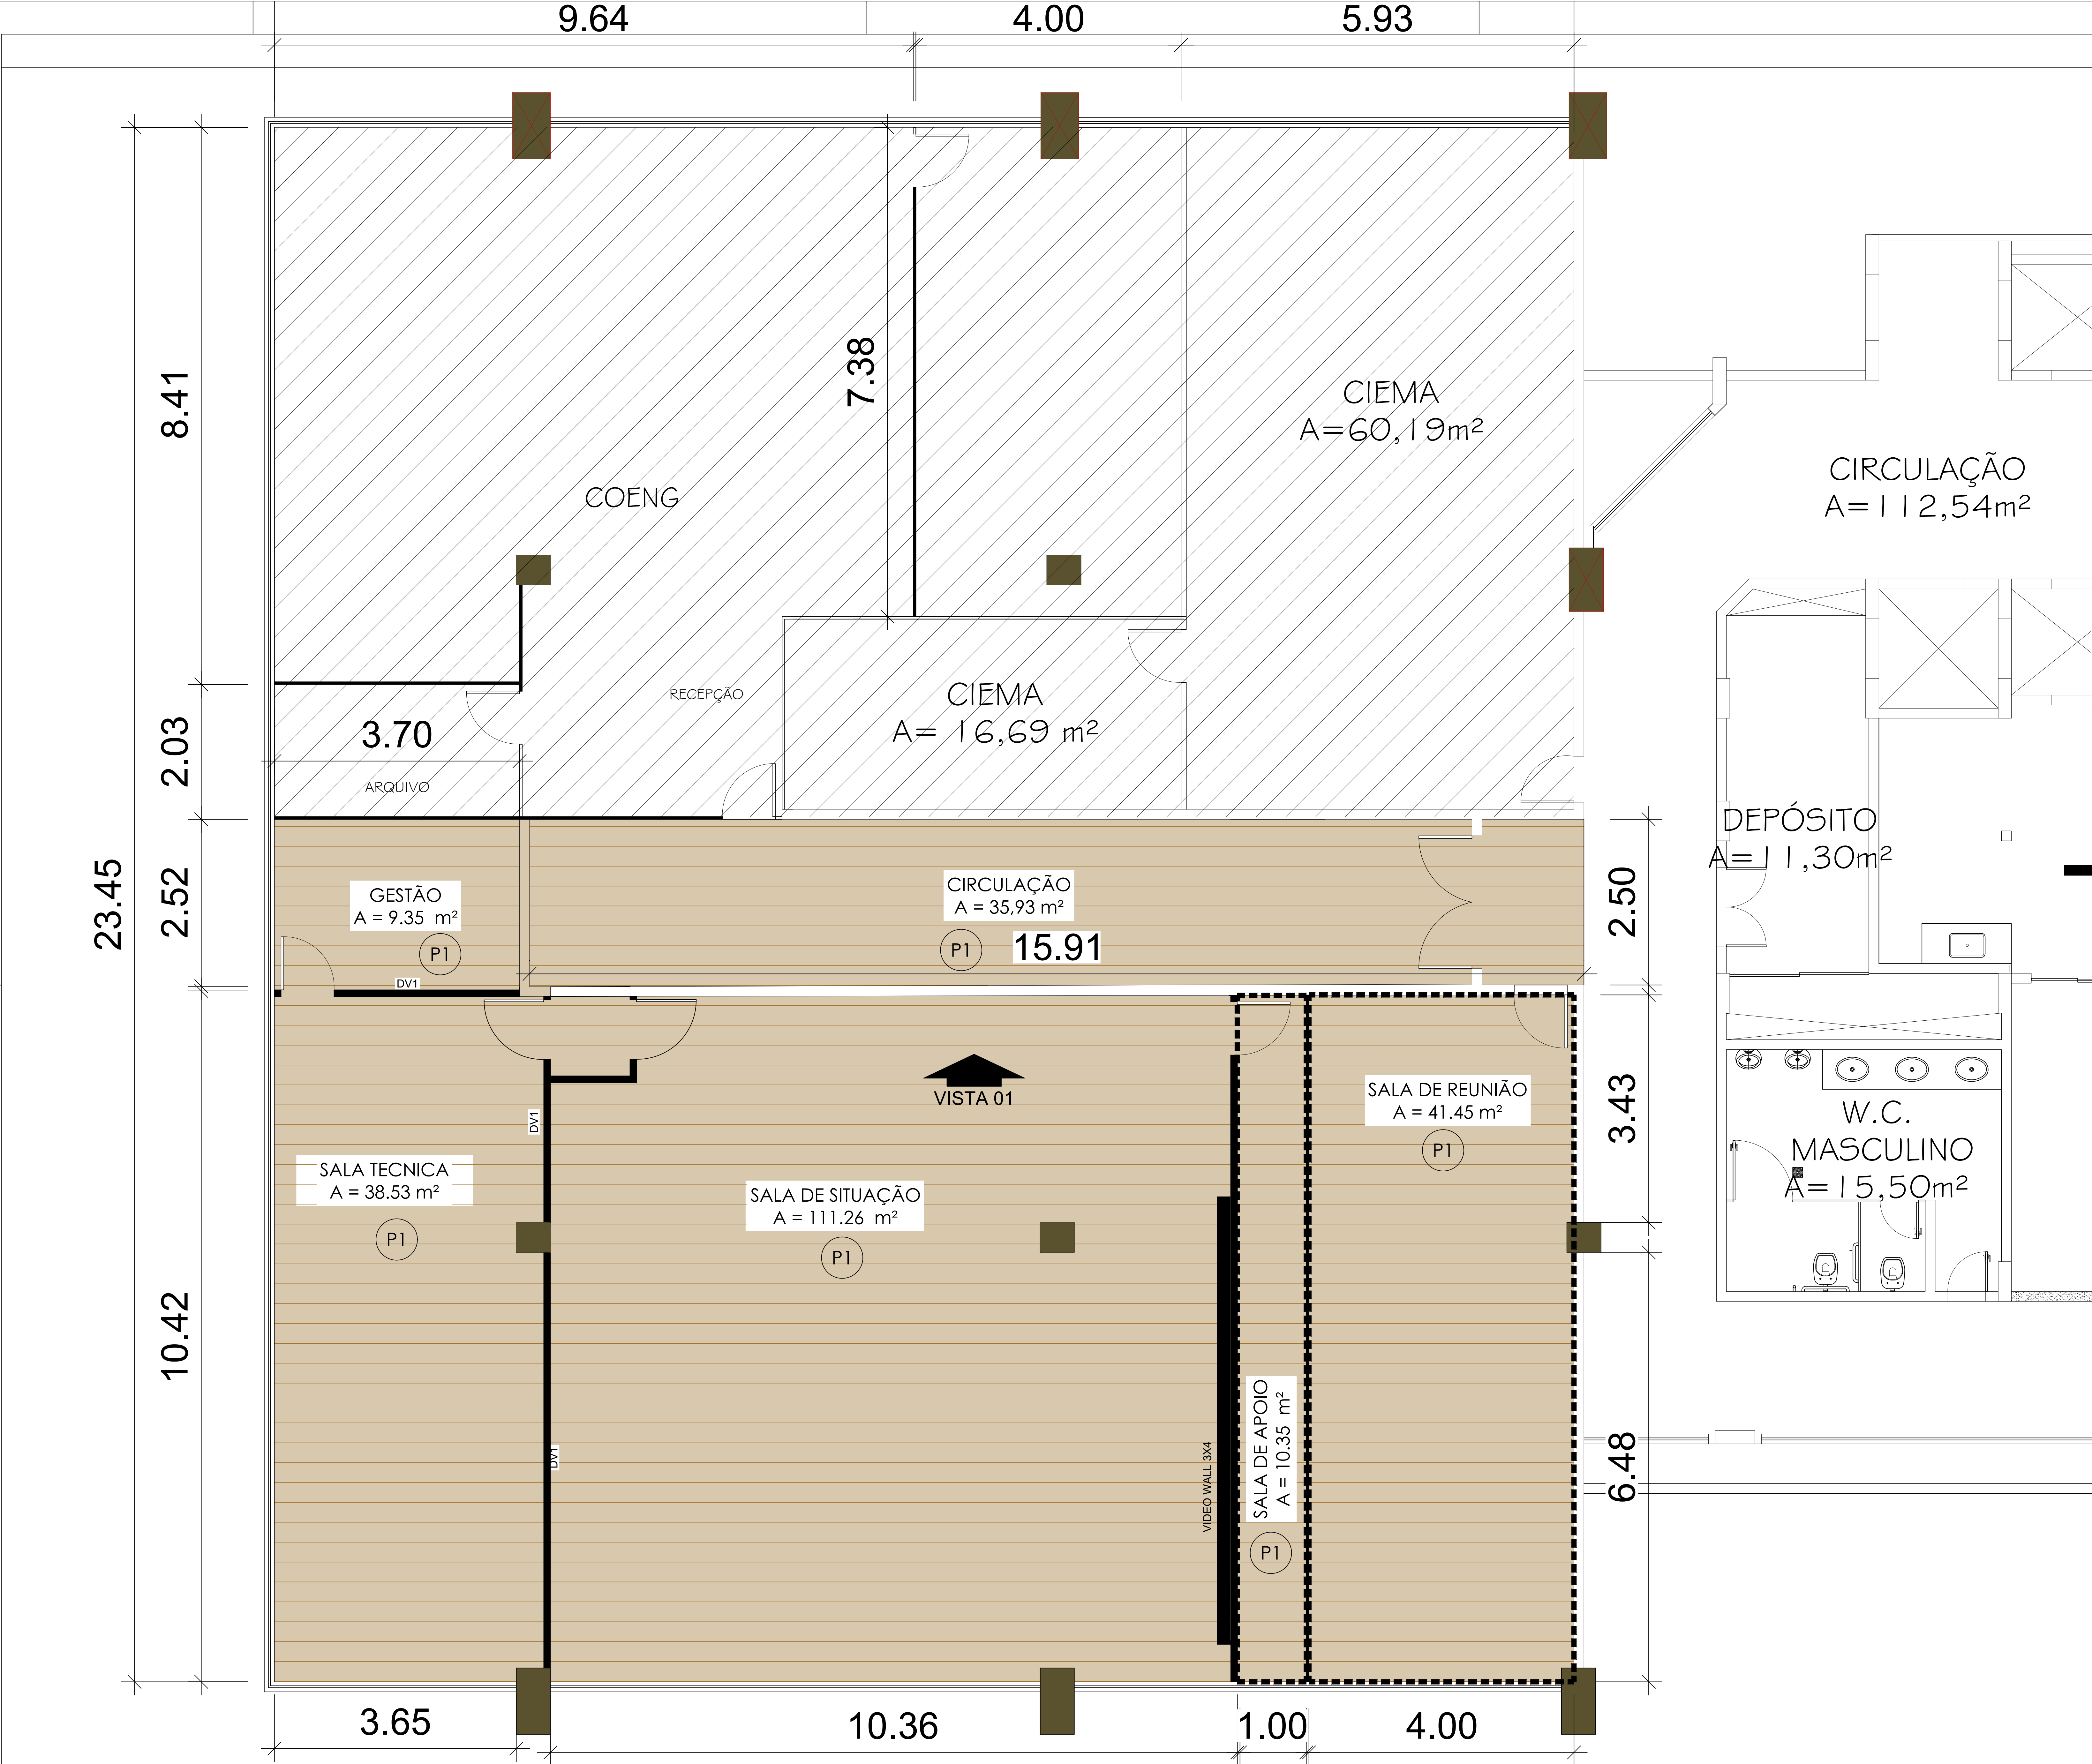 9.64
4.00
5.93
8.41
7.38
CIEMA
A=60,19m²
CIRCULAÇÃO
A=112,54m²
COENG
RECEPÇÃO
CIEMA
A= 16,69 m²
2.03
3.70
ARQUIVO
DEPÓSITO
A=11,30m²
23.45
2.52
GESTÃO
A = 9.35 m²
P1
DV1
CIRCULAÇÃO
A = 35,93 m²
P1
15.91
2.50
VISTA 01
DV1
SALA DE REUNIÃO
A = 41.45 m²
P1
3.43
W.C.
MASCULINO
A=15,50m²
SALA TECNICA
A = 38.53 m²
P1
SALA DE SITUAÇÃO
A = 111.26 m²
P1
10.42
DV1
VIDEO WALL 3X4
SALA DE APOIO
A = 10.35 m²
P1
6.48
3.65
10.36
1.00
4.00